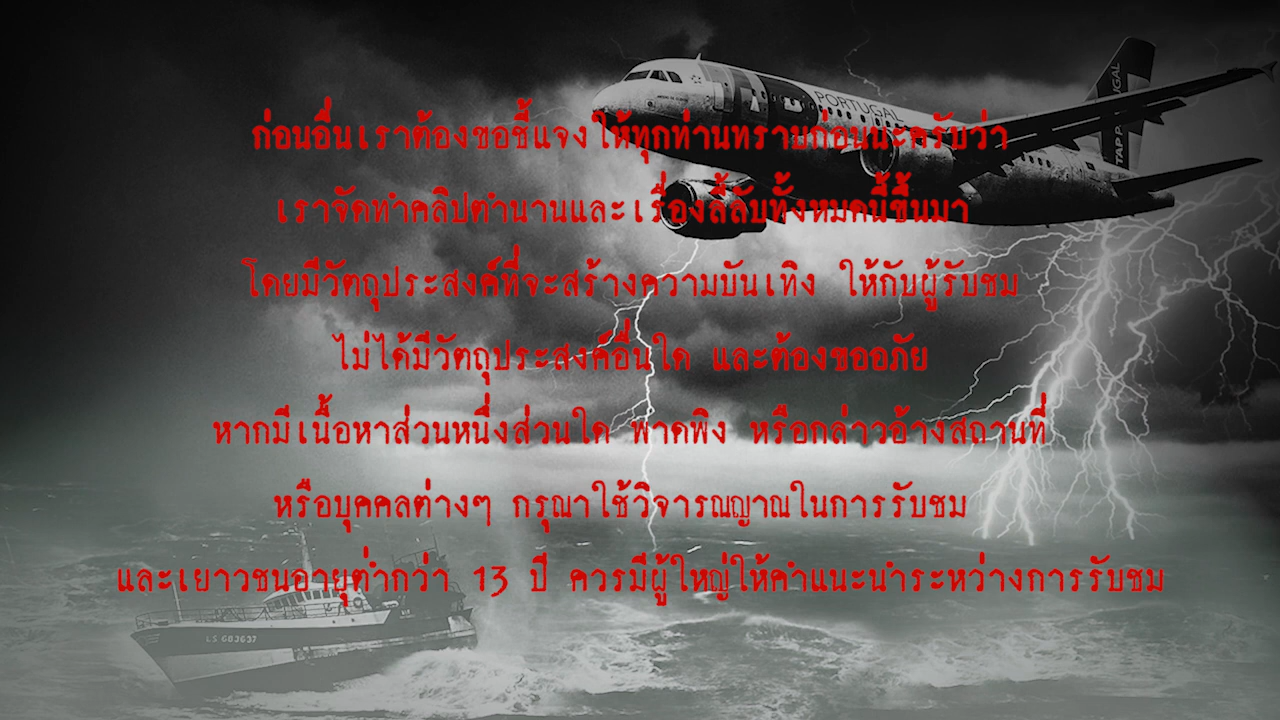 PORTUGAL
TAP PORTUGAL
ก่อนอื่นเราต้องขอชี้แจงให้ทุกท่านทราบก่อนนะครับว่า
เราจัดทำคลิปตำนานและเรื่องลี้ลับทั้งหมดนี้ขึ้นมา
โดยมีวัตถุประสงค์ที่จะสร้างความบันเทิง ให้กับผู้รับชม
ไม่ได้มีวัตถุประสงค์อื่นใด และต้องขออภัย
หากมีเนื้อหาส่วนหนึ่งส่วนใด พาดพิง หรือกล่าวอ้างสถานที่
หรือบุคคลต่างๆ กรุณาใช้วิจารณญาณในการรับชม
และเยาวชนอายุต่ำกว่า 13 ปี ควรมีผู้ใหญ่ให้คำแนะนำระหว่างการรับชม